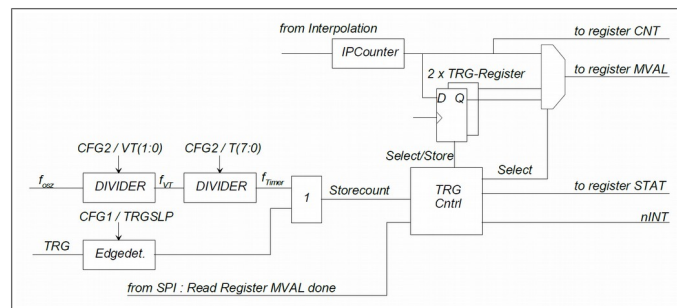 from Interpolation
to register CNT
IPCounter
to register MVAL
2 x TRG-Register
D Q
CFG2 / VT(1:0)
CFG2 / T(7:0)
Select/Store
Select
fosz
DIVIDER
fVT
DIVIDER
fTimer
1
Storecount
TRG
Cntrl
to register STAT
nINT
CFG1 / TRGSLP
TRG
Edgedet.
from SPI : Read Register MVAL done